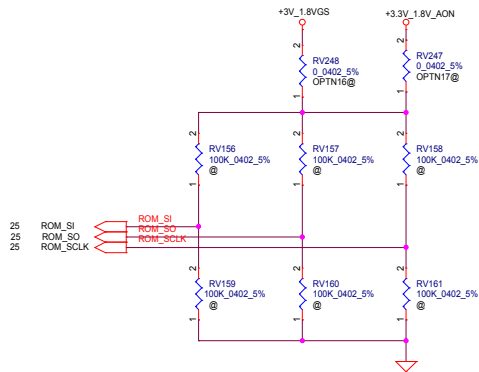 +3V_1.8VGS
+3.3V_1.8V_AON
2
RV248
0_0402_5%
OPTN16@
1
2
RV247
0_0402_5%
OPTN17@
1
2
RV156
100K_0402_5%
@
1
2
RV157
100K_0402_5%
@
1
2
RV158
100K_0402_5%
@
1
25 ROM_SI ROM_SI
25 ROM_SO ROM_SO
25 ROM_SCLK ROM_SCLK
2
RV159
100K_0402_5%
@
1
2
RV160
100K_0402_5%
@
1
2
RV161
100K_0402_5%
@
1